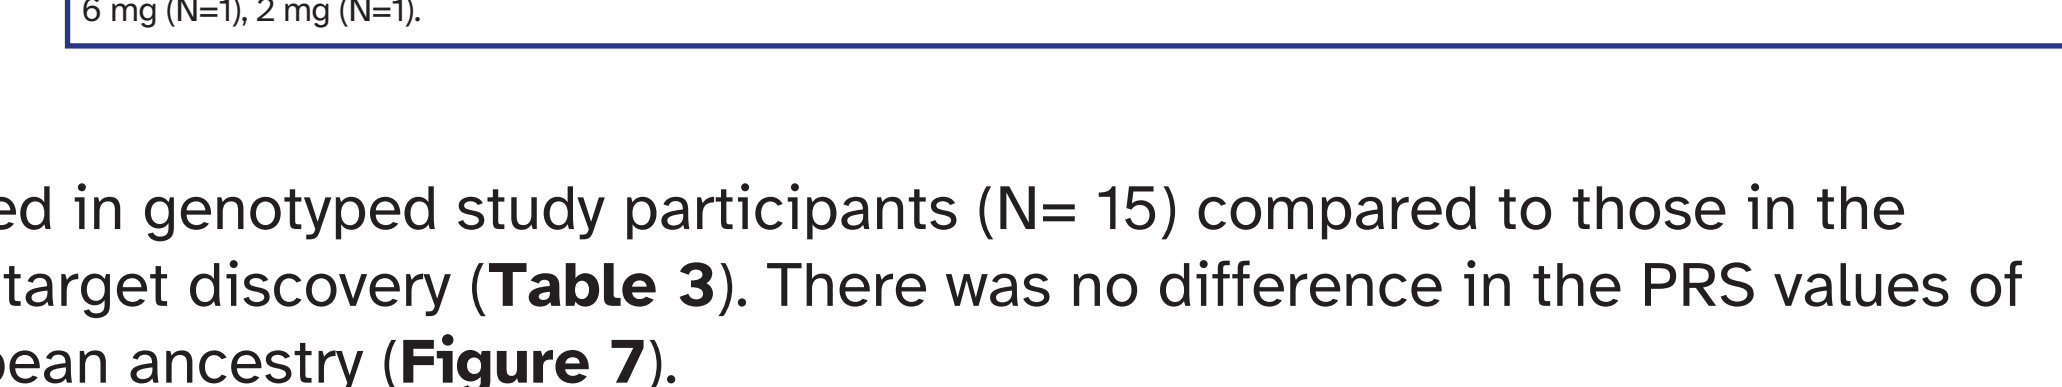 6 mg (N=1), 2 mg (N=1).
ed in genotyped study participants (N= 15) compared to those in the
target discovery (Table 3). There was no difference in the PRS values of
pean ancestry (Figure 7).